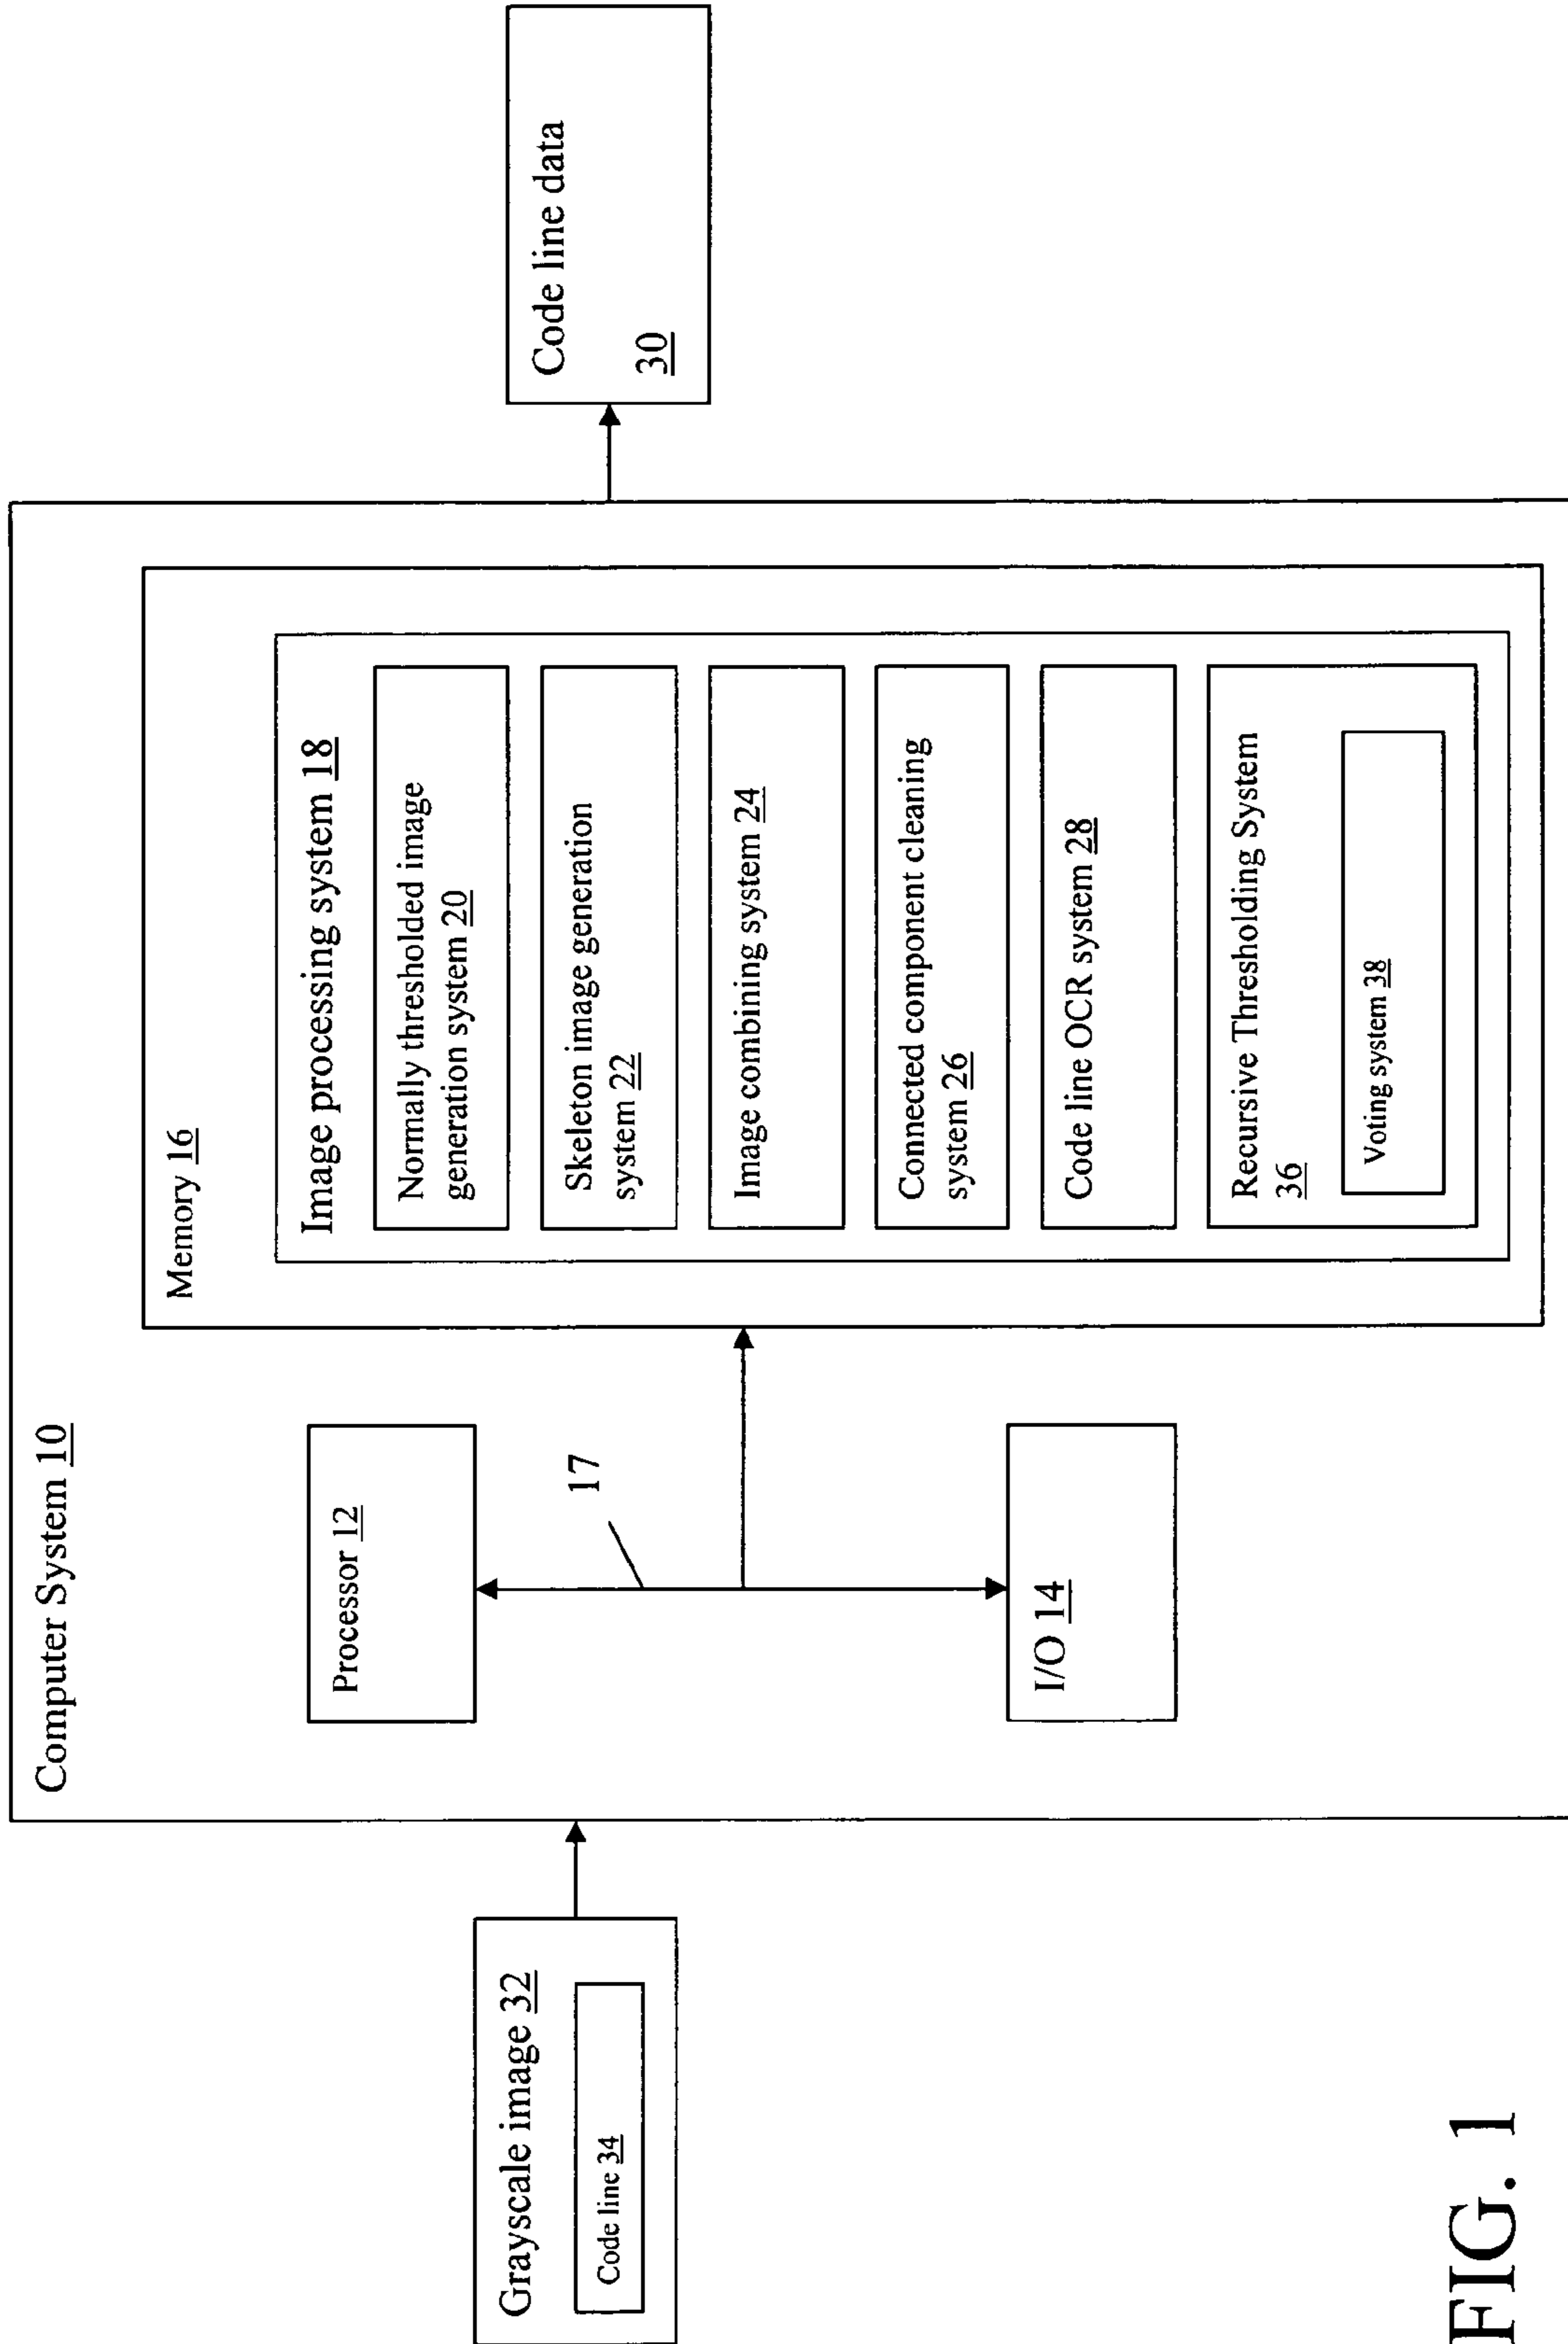 Computer System 10
Grayscale image 32
Code line 34
Processor 12
17
I/O 14
Memory 16
Image processing system 18
Normally thresholded image
generation system 20
Skeleton image generation
system 22
Image combining system 24
Connected component cleaning
system 26
Code line OCR system 28
Recursive Thresholding System
36
Voting system 38
Code line data
30
FIG. 1